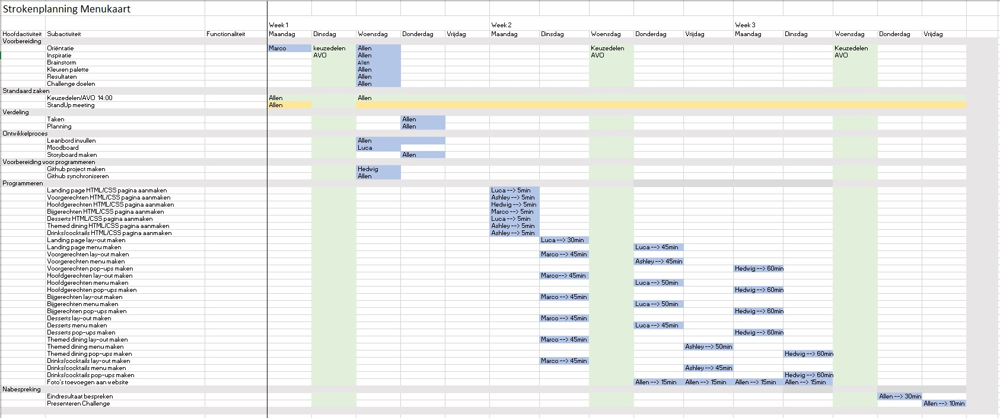 Strokenplanning Menukaart
Week 1 Week 2 Week 3
Hoofdactiviteit Subactiviteit Functionaliteit Maandag Dinsdag Woensdag Donderdag Vrijdag Maandag Dinsdag Woensdag Donderdag Vrijdag Maandag Dinsdag Woensdag Donderdag Vrijdag
Voorbereiding
Oriëntatie Marco keuzedelen Allen Keuzedelen Keuzedelen
Inspiratie AVO Allen AVO AVO
Brainstorm Allen
Kleuren palette Allen
Resultaten Allen
Challenge doelen Allen
Standaard zaken
Keuzedelen/AVO 14:00 Allen Allen
StandUp meeting Allen
Verdeling
Taken Allen
Planning Allen
Ontwikkelproces
Leanbord invullen Allen
Moodboard Luca
Storyboard maken Allen
Voorbereiding voor programmeren
Github project maken Hedwig
Github synchroniseren Allen
Programmeren
Landing page HTML/CSS pagina aanmaken Luca --> 5min
Voorgerechten HTML/CSS pagina aanmaken Ashley --> 5min
Hoofdgerechten HTML/CSS pagina aanmaken Hedwig --> 5min
Bijgerechten HTML/CSS pagina aanmaken Marco --> 5min
Desserts HTML/CSS pagina aanmaken Luca --> 5min
Themed dining HTML/CSS pagina aanmaken Ashley --> 5min
Drinks/cocktails HTML/CSS pagina aanmaken Ashley --> 5min
Landing page lay-out maken Luca --> 30min
Landing page menu maken Luca --> 45min
Voorgerechten lay-out maken Marco --> 45min
Voorgerechten menu maken Ashley --> 45min
Voorgerechten pop-ups maken Hedwig --> 60min
Hoofdgerechten lay-out maken Marco--> 45min
Hoofdgerechten menu maken Luca --> 50min
Hoofdgerechten pop-ups maken Hedwig --> 60min
Bijgerechten lay-out maken Marco --> 45min
Bijgerechten menu maken Luca --> 50min
Bijgerechten pop-ups maken Hedwig --> 60min
Desserts lay-out maken Marco --> 45min
Desserts menu maken Luca --> 45min
Desserts pop-ups maken Hedwig --> 60min
Themed dining lay-out maken Marco --> 45min
Themed dining menu maken Ashley --> 50min
Themed dining pop-ups maken Hedwig --> 60min
Drinks/cocktails lay-out maken Marco --> 45min
Drinks/cocktails menu maken Ashley --> 45min
Drinks/cocktails pop-ups maken Hedwig --> 60min
Foto's toevoegen aan website Allen --> 15min Allen --> 15min Allen --> 15min Allen --> 15min
Nabespreking
Eindresultaat bespreken Allen --> 30min
Presenteren Challenge Allen --> 10min